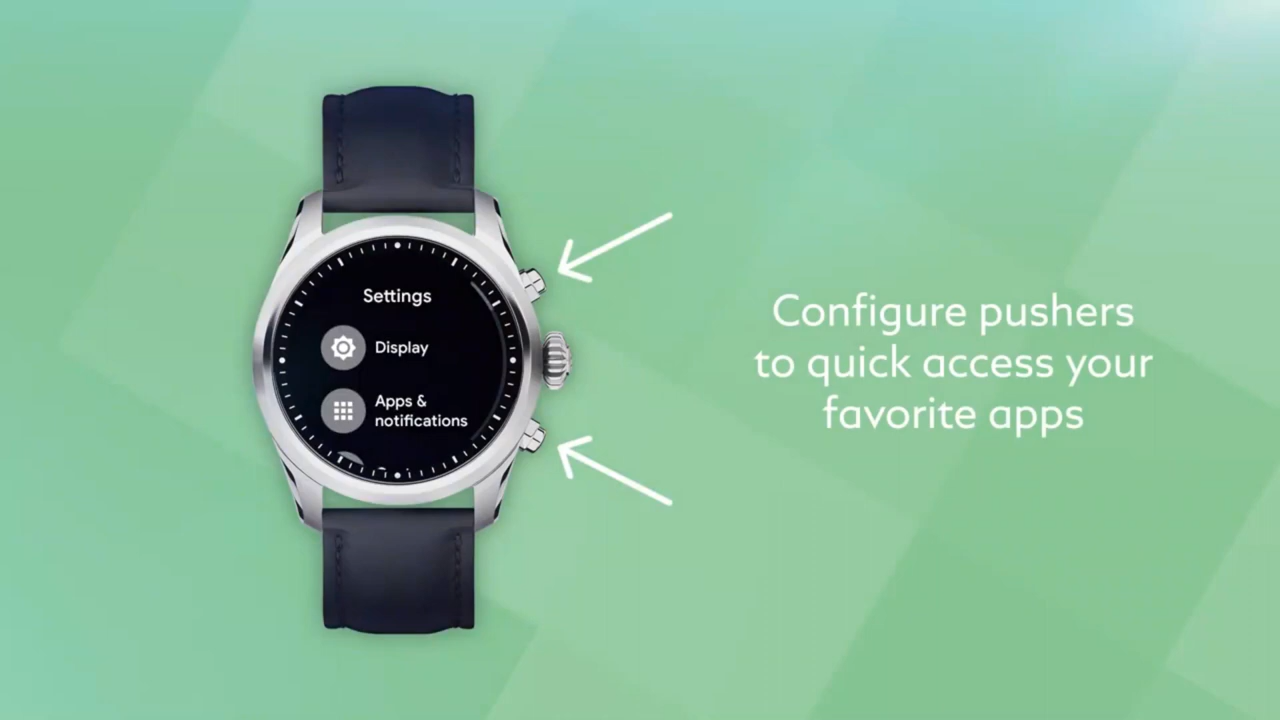 Settings
Display
Apps &
notifications
Configure pushers
to quick access your
favorite apps